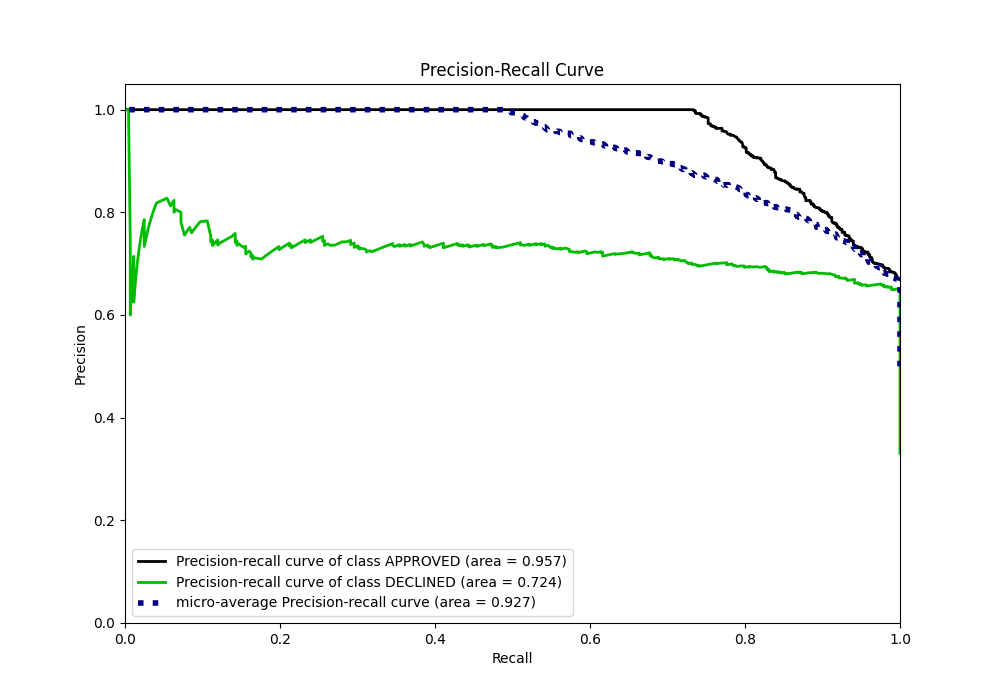 Precision-Recall Curve
1.0
0.8
0.6
0.4
0.2
0.0
Precision
Precision-recall curve of class APPROVED (area = 0.957)
Precision-recall curve of class DECLINED (area = 0.724)
micro-average Precision-recall curve (area = 0.927)
0.0 0.2 0.4 0.6 0.8 1.0
Recall